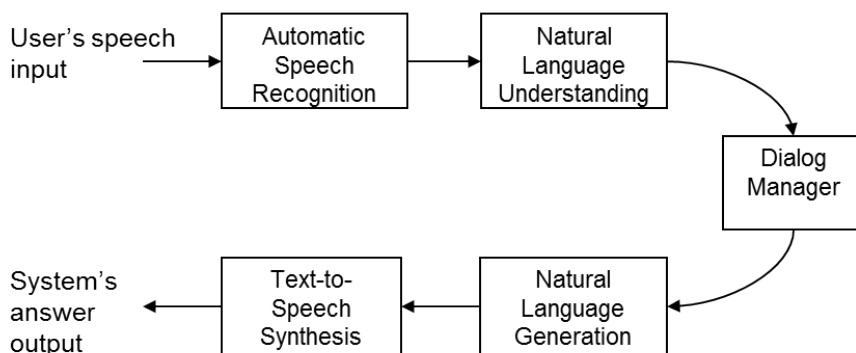 User's speech
input
Automatic
Speech
Recognition
Natural
Language
Understanding
Dialog
Manager
Natural
Language
Generation
Text-to-
Speech
Synthesis
System's
answer
output